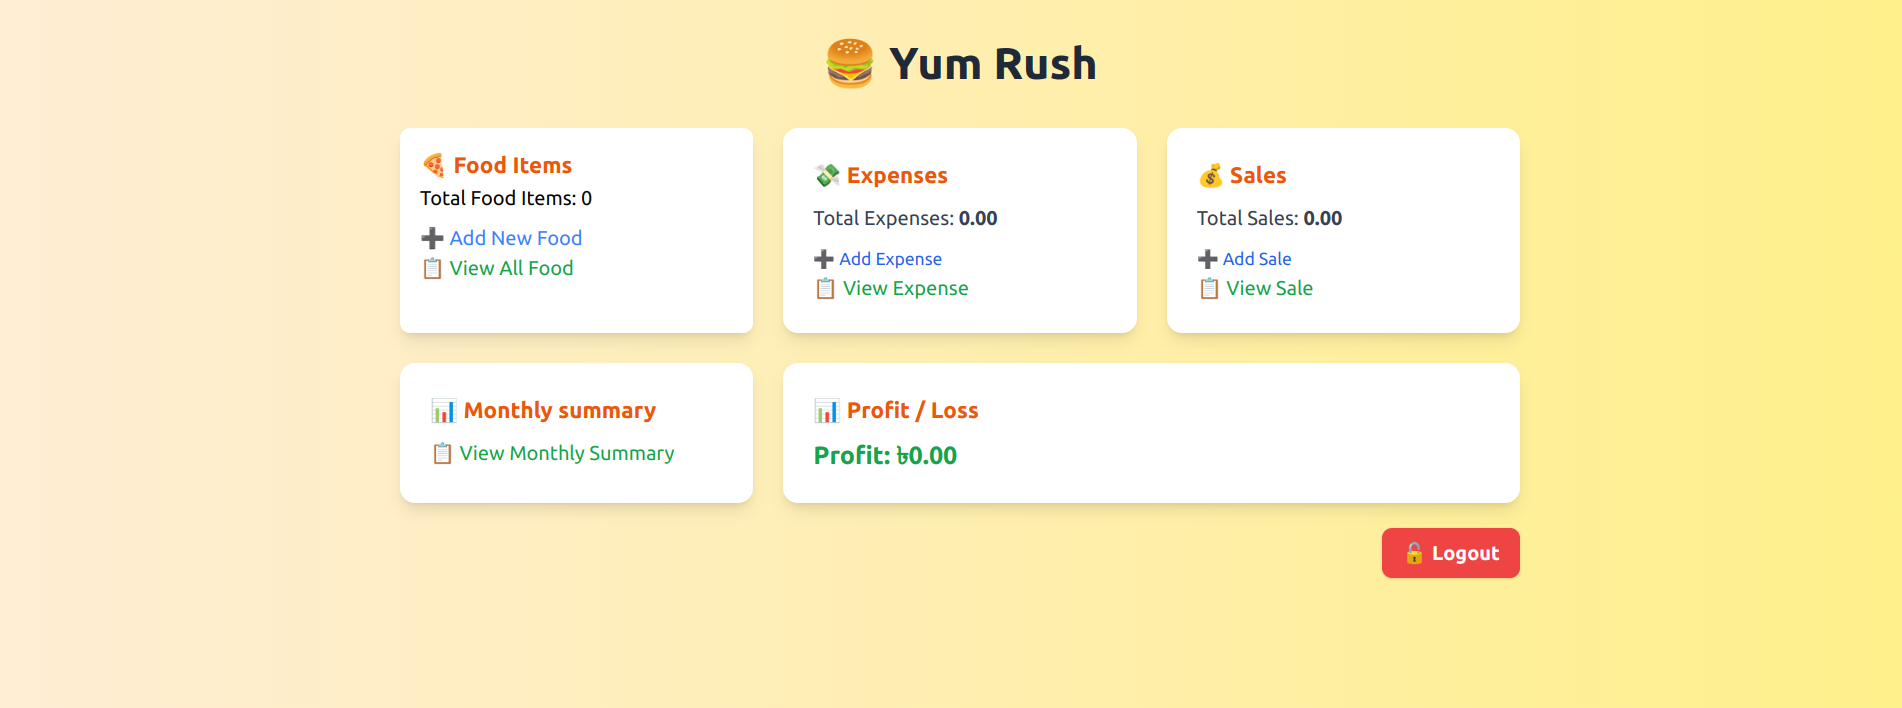 🍔 Yum Rush
🍕 Food Items
Total Food Items: 0
➕ Add New Food
📋 View All Food
💸 Expenses
Total Expenses: 0.00
➕ Add Expense
📋 View Expense
💰 Sales
Total Sales: 0.00
➕ Add Sale
📋 View Sale
📊 Monthly summary
📋 View Monthly Summary
📊 Profit / Loss
Profit: ৳0.00
🔓 Logout